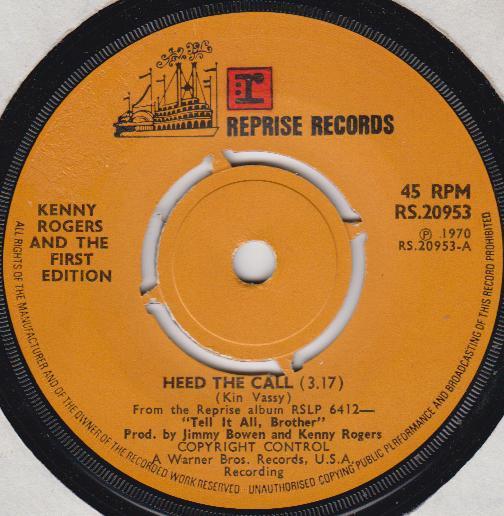 r
REPRISE RECORDS
KENNY
ROGERS
AND THE
FIRST
EDITION
45 RPM
RS.20953
Ⓟ 1970
RS.20953-A
HEED THE CALL (3.17)
(Kin Vassy)
From the Reprise album RSLP 6412—
"Tell It All, Brother"
Prod. by Jimmy Bowen and Kenny Rogers
COPYRIGHT CONTROL
A Warner Bros. Records, U.S.A.
Recording
ALL RIGHTS OF THE MANUFACTURER AND OF THE OWNER OF THE RECORDED WORK RESERVED - UNAUTHORISED COPYING PUBLIC PERFORMANCE AND BROADCASTING OF THIS RECORD PROHIBITED